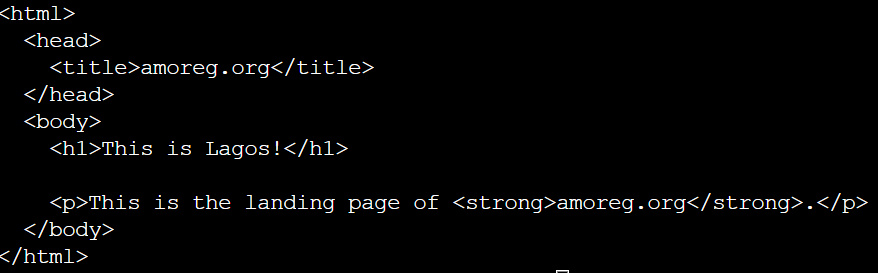 <html>
<head>
<title>amoreg.org</title>
</head>
<body>
<h1>This is Lagos!</h1>
<p>This is the landing page of <strong>amoreg.org</strong>.</p>
</body>
</html>